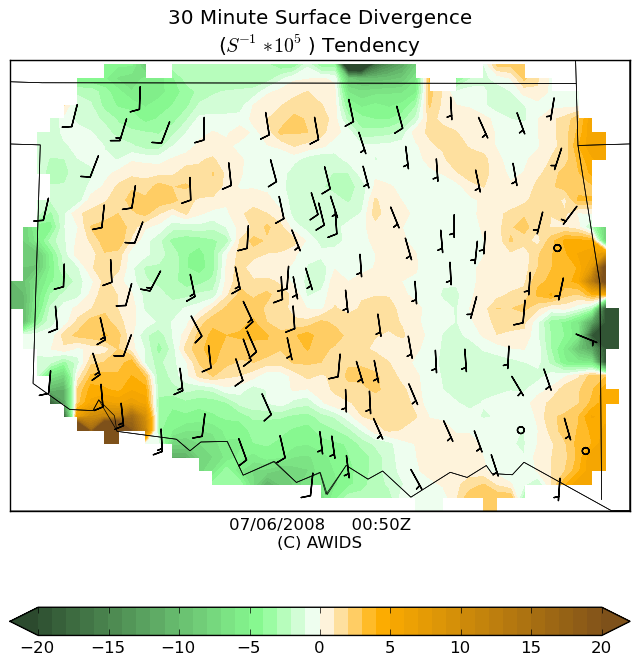 30 Minute Surface Divergence
($S^{-1} * 10^{5}$ ) Tendency
07/06/2008 00:50Z
(C) AWIDS
−20 −15 −10 −5 0 5 10 15 20